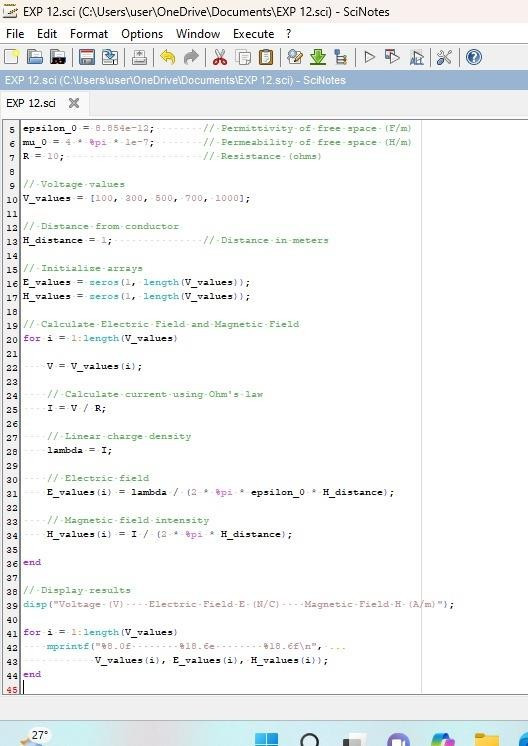 EXP 12.sci (C:\Users\user\OneDrive\Documents\EXP 12.sci) - SciNotes
File Edit Format Options Window Execute ?
EXP 12.sci (C:\Users\user\OneDrive\Documents\EXP 12.sci) - SciNotes
EXP 12.sci
5 epsilon_0 = 8.854e-12; // Permittivity of free space (F/m)
6 mu_0 = 4 * %pi * 1e-7; // Permeability of free space (H/m)
7 R = 10; // Resistance (ohms)
8
9 // Voltage values
10 V_values = [100, 300, 500, 700, 1000];
11
12 // Distance from conductor
13 H_distance = 1; // Distance in meters
14
15 // Initialize arrays
16 E_values = zeros(1, length(V_values));
17 H_values = zeros(1, length(V_values));
18
19 // Calculate Electric Field and Magnetic Field
20 for i = 1:length(V_values)
21
22 V = V_values(i);
23
24 // Calculate current using Ohm's law
25 I = V / R;
26
27 // Linear charge density
28 lambda = I;
29
30 // Electric field
31 E_values(i) = lambda / (2 * %pi * epsilon_0 * H_distance);
32
33 // Magnetic field intensity
34 H_values(i) = I / (2 * %pi * H_distance);
35
36 end
37
38 // Display results
39 disp("Voltage (V)    Electric Field E (N/C)    Magnetic Field H (A/m)");
40
41 for i = 1:length(V_values)
42 mprintf("%8.0f        %18.6e        %18.6f\n", ...
43 V_values(i), E_values(i), H_values(i));
44 end
45
27°